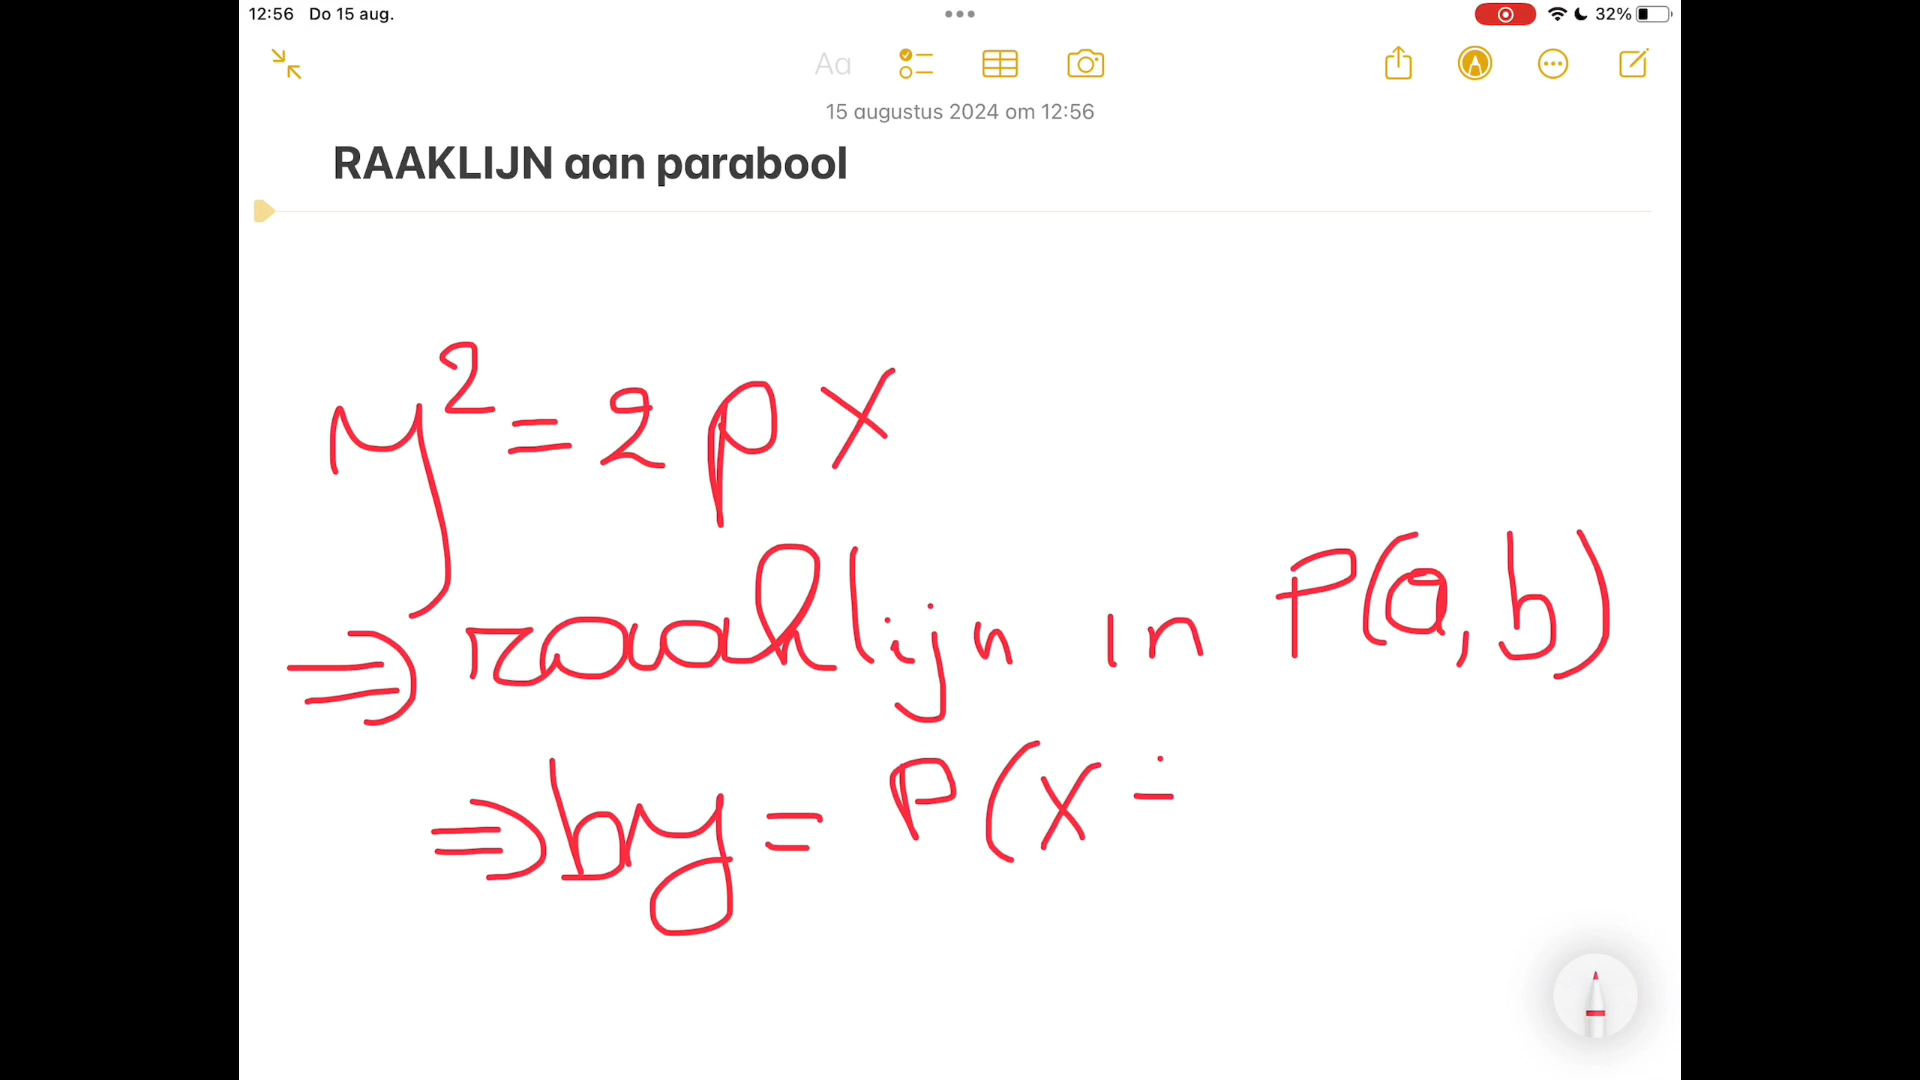 12:56 Do 15 aug. 32%
Aa
15 augustus 2024 om 12:56
RAAKLIJN aan parabool
y² = 2 p x
⇒ raaklijn in P(a, b)
⇒ by = P(x